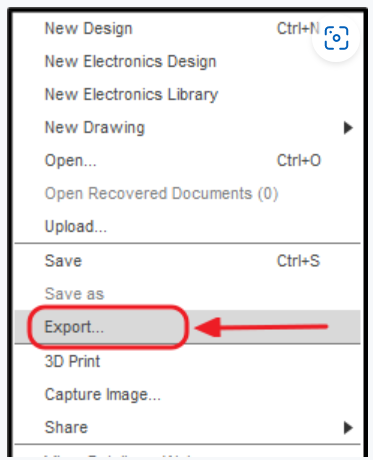 New Design Ctrl+N
New Electronics Design
New Electronics Library
New Drawing
Open... Ctrl+O
Open Recovered Documents (0)
Upload...
Save Ctrl+S
Save as
Export...
3D Print
Capture Image...
Share